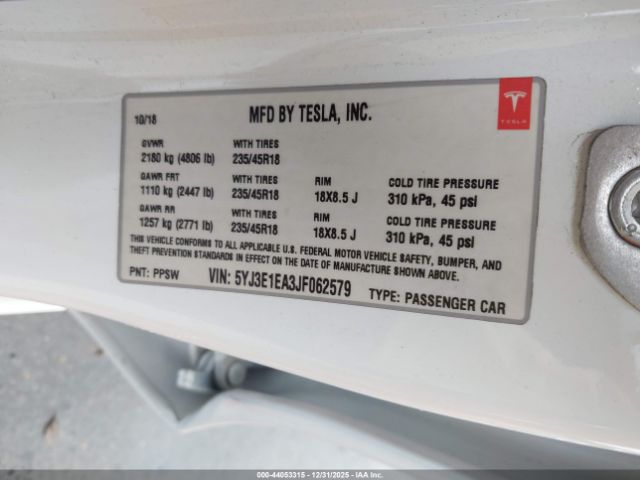 10/18 MFD BY TESLA, INC.
TESLA
GVWR WITH TIRES
2180 kg (4806 lb) 235/45R18
GAWR FRT WITH TIRES RIM COLD TIRE PRESSURE
1110 kg (2447 lb) 235/45R18 18X8.5 J 310 kPa, 45 psi
GAWR RR WITH TIRES RIM COLD TIRE PRESSURE
1257 kg (2771 lb) 235/45R18 18X8.5 J 310 kPa, 45 psi
THIS VEHICLE CONFORMS TO ALL APPLICABLE U.S. FEDERAL MOTOR VEHICLE SAFETY, BUMPER, AND
THEFT PREVENTION STANDARDS IN EFFECT ON THE DATE OF MANUFACTURE SHOWN ABOVE.
PNT: PPSW VIN: 5YJ3E1EA3JF062579 TYPE: PASSENGER CAR
000-44053315 - 12/31/2025 - IAA Inc.